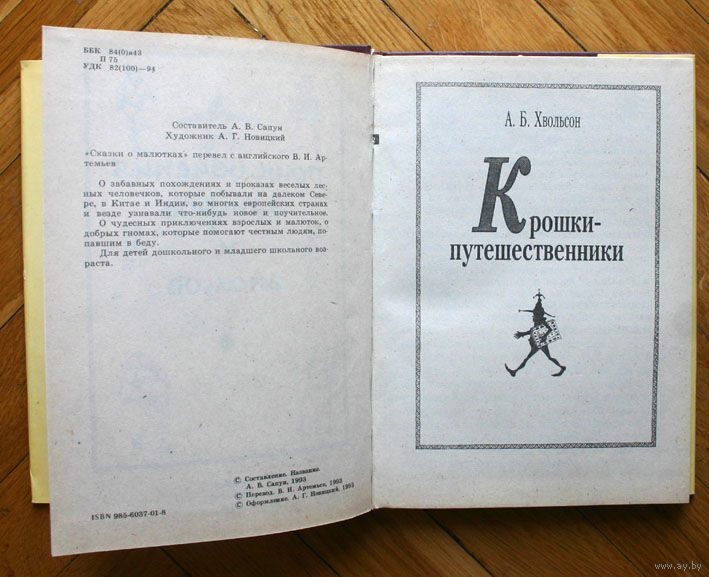 ББК 84(0)я43
П 75
УДК 82(100)—94
Составитель А. В. Сапун
Художник А. Г. Новицкий
«Сказки о малютках» перевел с английского В. И. Ар-
темьев
О забавных похождениях и проказах веселых лес-
ных человечков, которые побывали на далеком Севе-
ре, в Китае и Индии, во многих европейских странах
и везде узнавали что-нибудь новое и поучительное.
О чудесных приключениях взрослых и малюток, о
добрых гномах, которые помогают честным людям, по-
павшим в беду.
Для детей дошкольного и младшего школьного воз-
раста.
© Составление. Название.
А. В. Сапун, 1993
© Перевод. В. И. Артемьев, 1993
© Оформление. А. Г. Новицкий, 1993
ISBN 985-6037-01-8
А. Б. Хвольсон
Крошки-
путешественники
www.ay.by